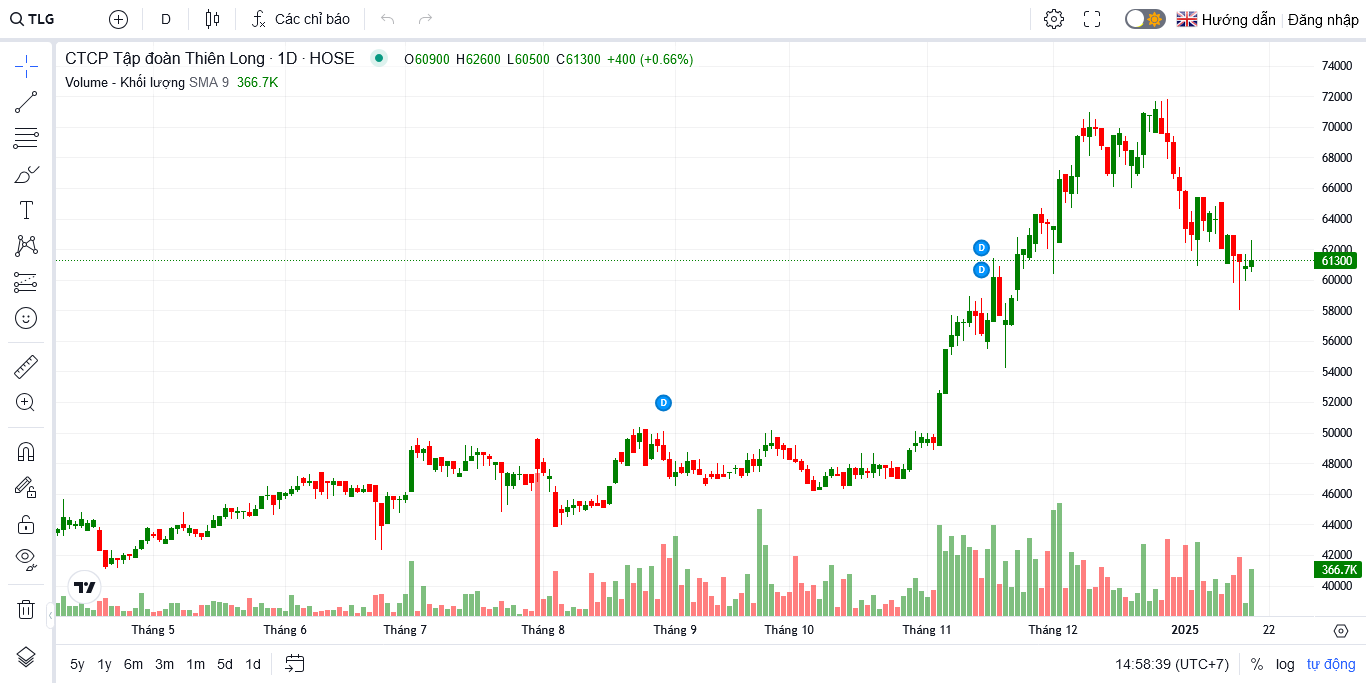 TLG D Các chỉ báo Hướng dẫn Đăng nhập
CTCP Tập đoàn Thiên Long · 1D · HOSE O60900 H62600 L60500 C61300 +400 (+0.66%)
Volume - Khối lượng SMA 9 366.7K
74000
72000
70000
68000
66000
64000
62000
61300
60000
58000
56000
54000
52000
50000
48000
46000
44000
42000
366.7K
40000
D
D
D
Tháng 5 Tháng 6 Tháng 7 Tháng 8 Tháng 9 Tháng 10 Tháng 11 Tháng 12 2025 22
5y 1y 6m 3m 1m 5d 1d 14:58:39 (UTC+7) % log tự động